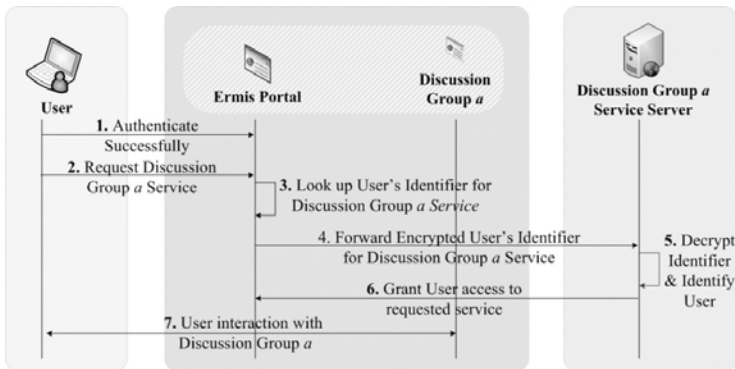 User
Ermis Portal
Discussion
Group a
Discussion Group a
Service Server
1. Authenticate
Successfully
2. Request Discussion
Group a Service
3. Look up User's Identifier for
Discussion Group a Service
4. Forward Encrypted User's Identifier
for Discussion Group a Service
5. Decrypt
Identifier
& Identify
User
6. Grant User access to
requested service
7. User interaction with
Discussion Group a